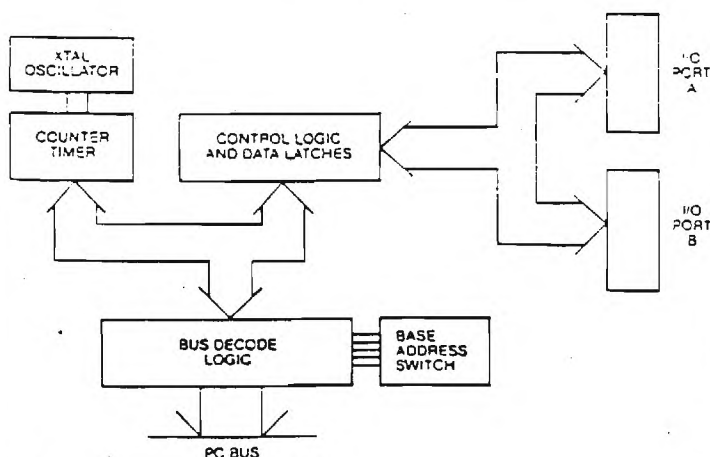 XTAL
OSCILLATOR
COUNTER
TIMER
CONTROL LOGIC
AND DATA LATCHES
I/O
PORT
A
I/O
PORT
B
BUS DECODE
LOGIC
BASE
ADDRESS
SWITCH
PC BUS